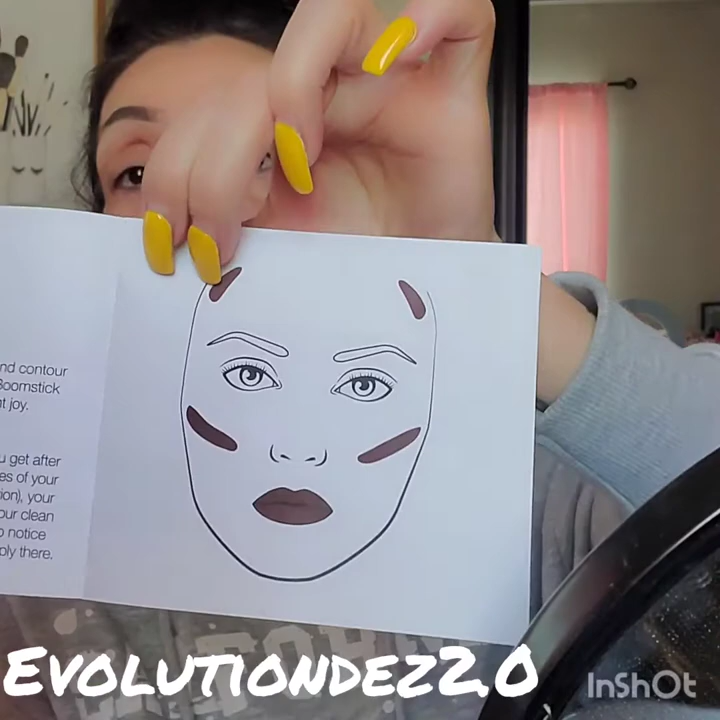 nd contour
Boomstick
nt joy.
u get after
es of your
ion), your
our clean
o notice
ply there.
Evolutiondez2.0
InShOt